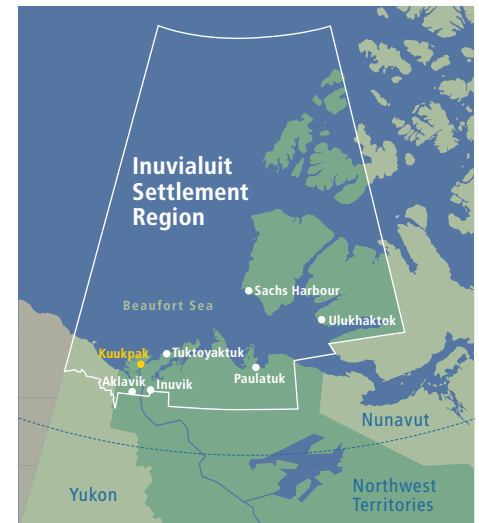 Inuvialuit
Settlement
Region
Sachs Harbour
Beaufort Sea
Ulukhaktok
Kuukpak
Tuktoyaktuk
Paulatuk
Aklavik
Inuvik
Nunavut
Yukon
Northwest
Territories